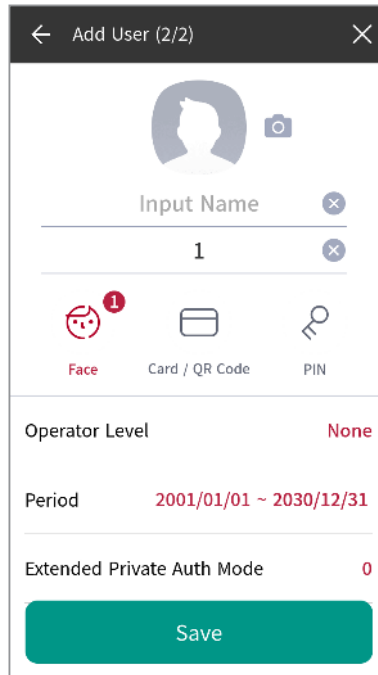 Add User (2/2)
Input Name
1
1
Face
Card / QR Code
PIN
Operator Level None
Period 2001/01/01 ~ 2030/12/31
Extended Private Auth Mode 0
Save